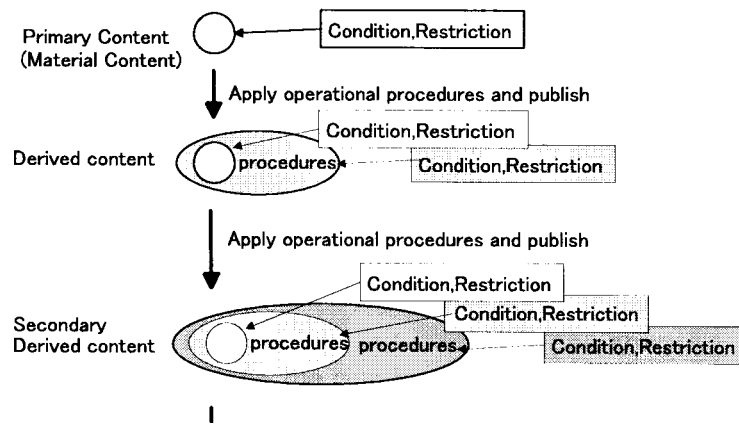 Primary Content
(Material Content)
Condition,Restriction
Apply operational procedures and publish
Condition,Restriction
Derived content
procedures
Condition,Restriction
Apply operational procedures and publish
Condition,Restriction
Condition,Restriction
Secondary
Derived content
procedures
procedures
Condition,Restriction